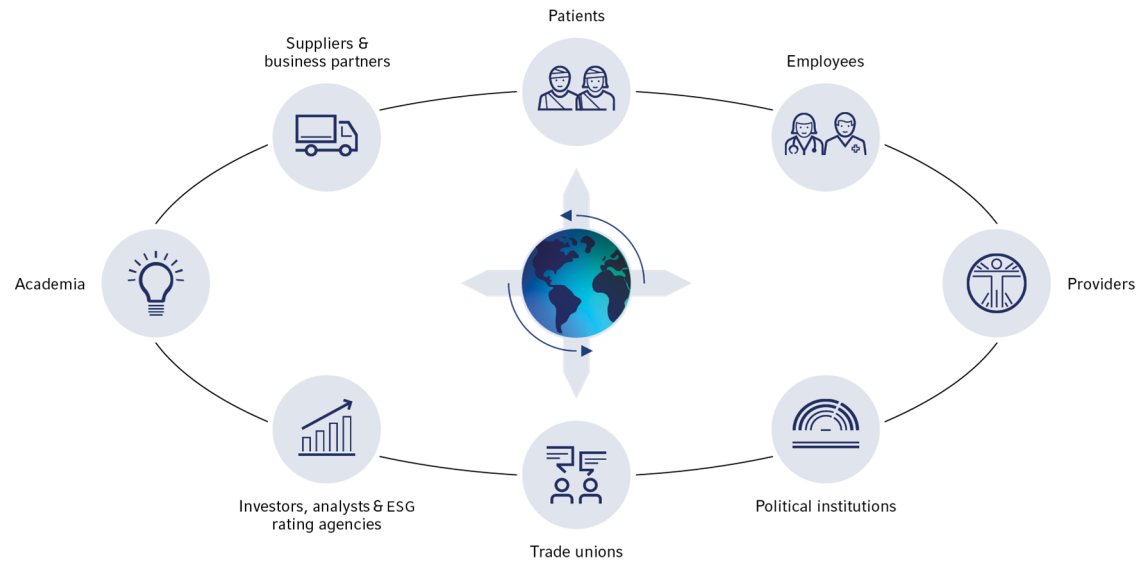 Patients
Suppliers &
business partners
Employees
Academia
Providers
Investors, analysts & ESG
rating agencies
Political institutions
Trade unions